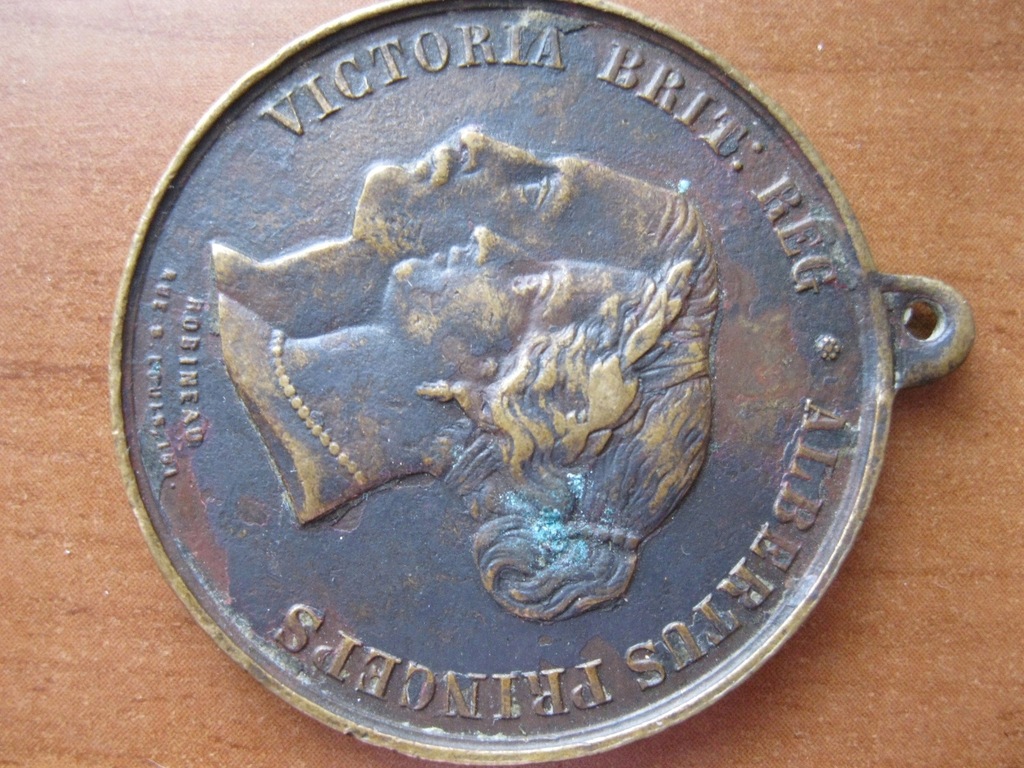 VICTORIA BRIT: REG * ALBERTUS PRINCEPS
ROBINEAU